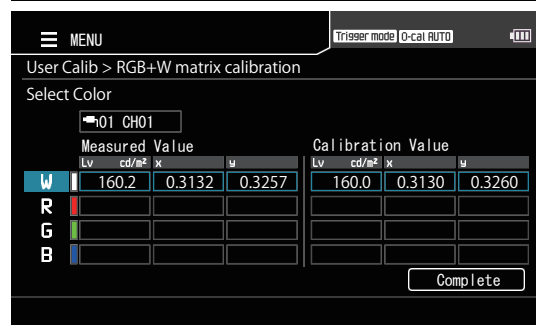 MENU
Trigger mode 0-cal AUTO
User Calib > RGB+W matrix calibration
Select Color
01 CH01
Measured Value Calibration Value
Lv cd/m² x y Lv cd/m² x y
W 160.2 0.3132 0.3257 160.0 0.3130 0.3260
R
G
B
Complete